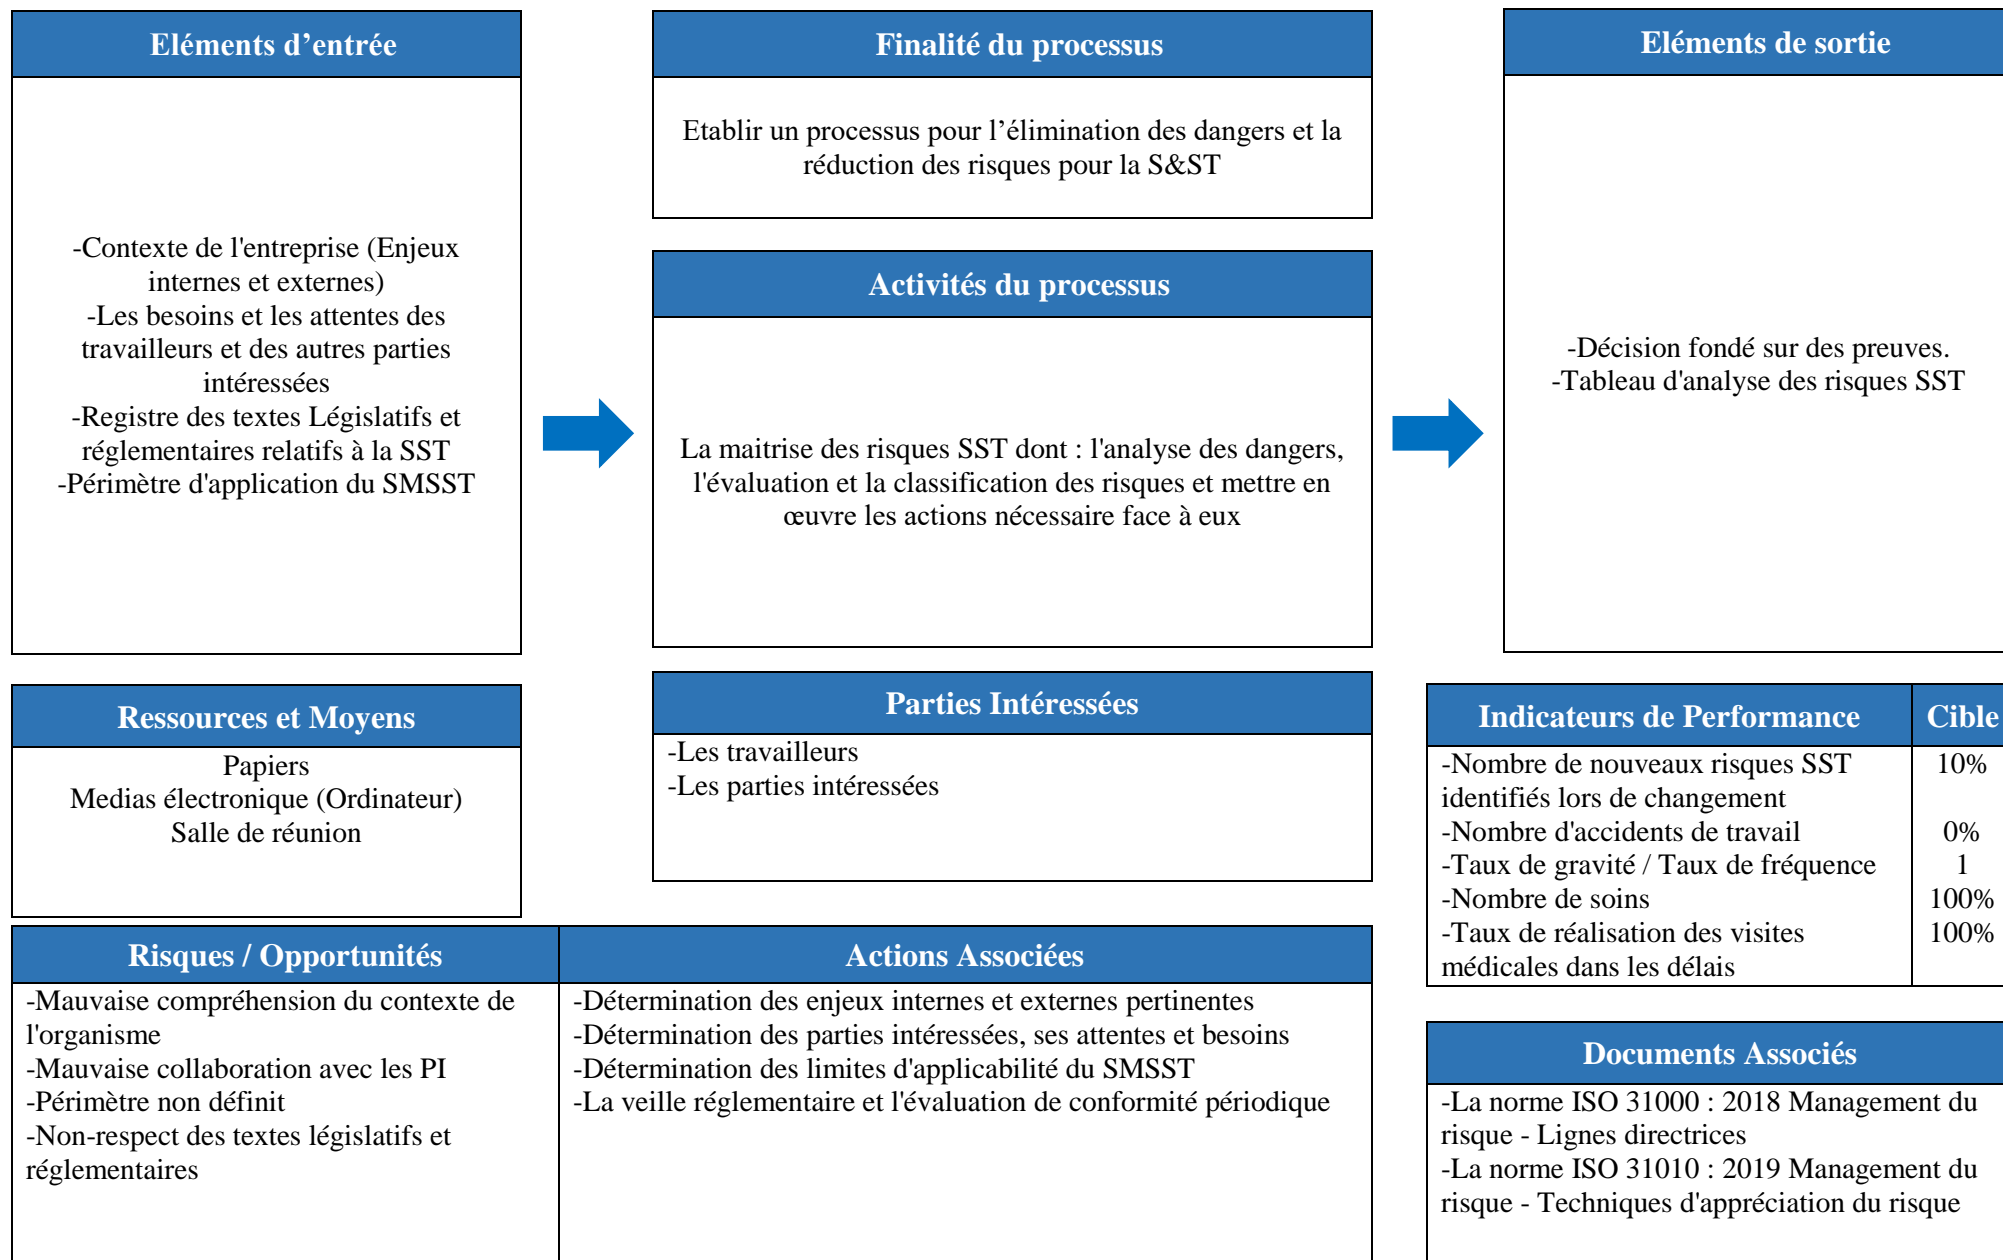 Eléments d’entrée
-Contexte de l'entreprise (Enjeux
internes et externes)
-Les besoins et les attentes des
travailleurs et des autres parties
intéressées
-Registre des textes Législatifs et
réglementaires relatifs à la SST
-Périmètre d'application du SMSST
Finalité du processus
Etablir un processus pour l’élimination des dangers et la
réduction des risques pour la S&ST
Activités du processus
La maitrise des risques SST dont : l'analyse des dangers,
l'évaluation et la classification des risques et mettre en
œuvre les actions nécessaire face à eux
Eléments de sortie
-Décision fondé sur des preuves.
-Tableau d'analyse des risques SST
Ressources et Moyens
Papiers
Medias électronique (Ordinateur)
Salle de réunion
Parties Intéressées
-Les travailleurs
-Les parties intéressées
Indicateurs de Performance Cible
-Nombre de nouveaux risques SST 10%
identifiés lors de changement
-Nombre d'accidents de travail 0%
-Taux de gravité / Taux de fréquence 1
-Nombre de soins 100%
-Taux de réalisation des visites 100%
médicales dans les délais
Risques / Opportunités
-Mauvaise compréhension du contexte de
l'organisme
-Mauvaise collaboration avec les PI
-Périmètre non définit
-Non-respect des textes législatifs et
réglementaires
Actions Associées
-Détermination des enjeux internes et externes pertinentes
-Détermination des parties intéressées, ses attentes et besoins
-Détermination des limites d'applicabilité du SMSST
-La veille réglementaire et l'évaluation de conformité périodique
Documents Associés
-La norme ISO 31000 : 2018 Management du
risque - Lignes directrices
-La norme ISO 31010 : 2019 Management du
risque - Techniques d'appréciation du risque